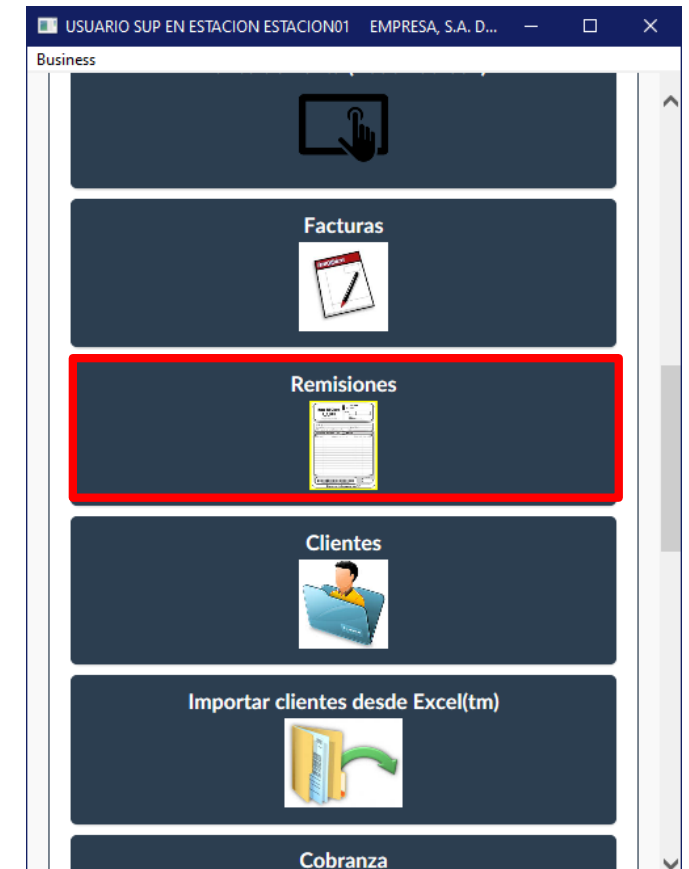 USUARIO SUP EN ESTACION ESTACION01 EMPRESA, S.A. D...
Business
Facturas
Remisiones
Clientes
Importar clientes desde Excel(tm)
Cobranza